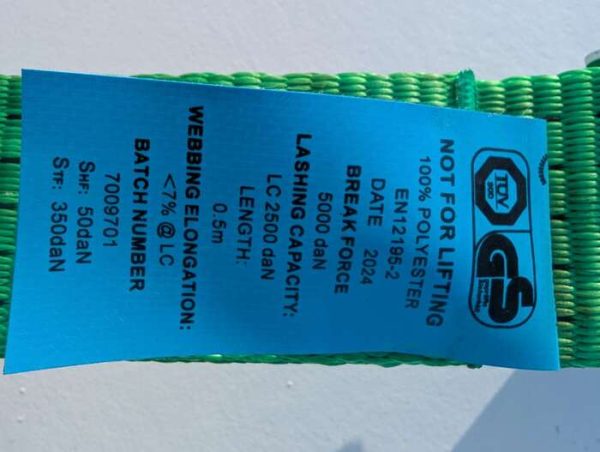 TÜV
GS
NOT FOR LIFTING
100% POLYESTER
EN12196-2
DATE 2024
BREAK FORCE
5000 daN
LASHING CAPACITY:
LC 2500 daN
LENGTH:
0.5m
WEBBING ELONGATION:
<7% @ LC
BATCH NUMBER
7009701
SHF: 50daN
STF: 350daN